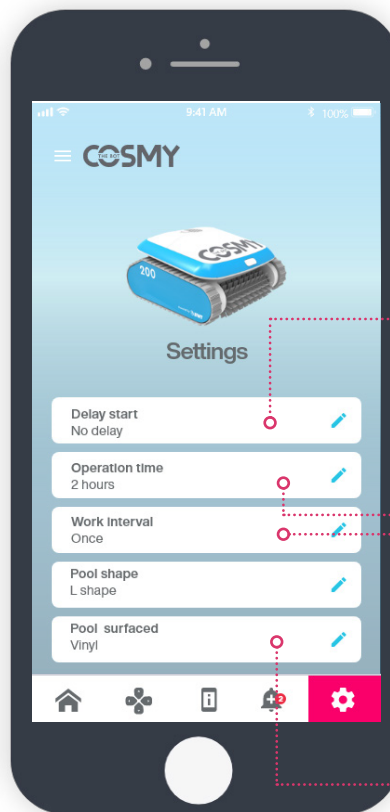 9:41 AM
100%
COSMY
THE BOT
200
COSMY
Settings
Delay start
No delay
Operation time
2 hours
Work interval
Once
Pool shape
L shape
Pool surfaced
Vinyl
2